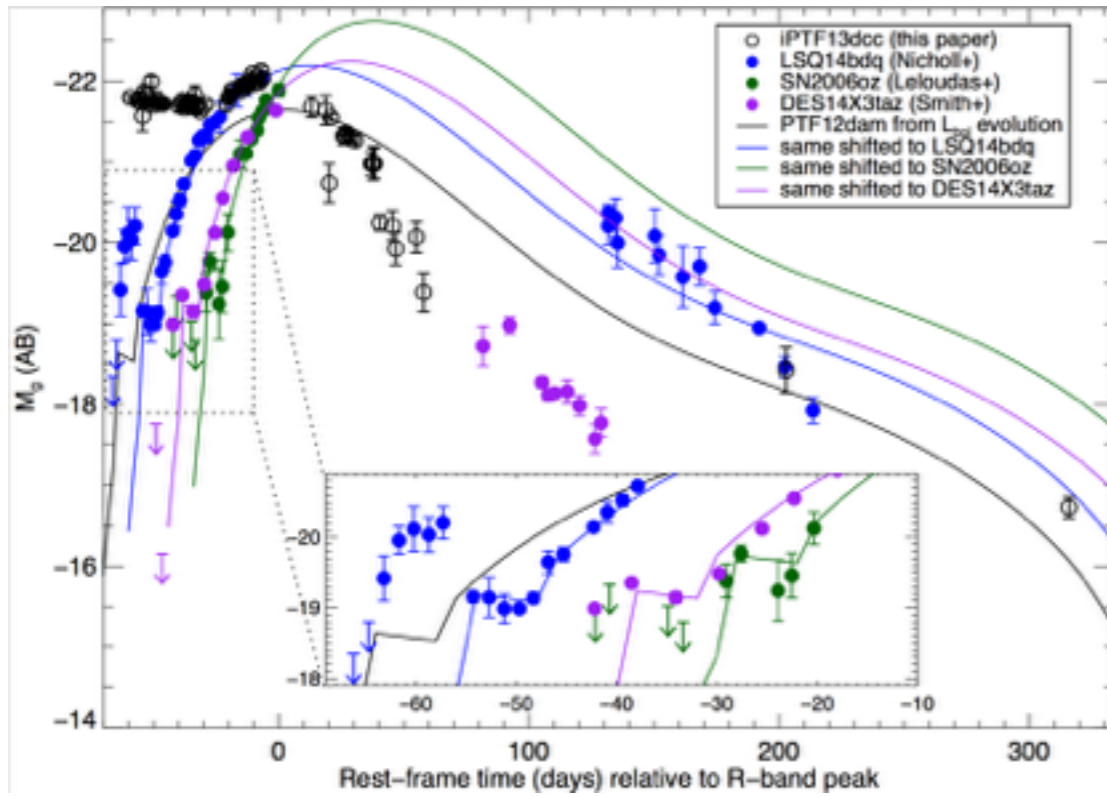 iPTF13dcc (this paper)
LSQ14bdq (Nicholl+)
SN2006oz (Leloudas+)
DES14X3taz (Smith+)
PTF12dam from Lbol evolution
same shifted to LSQ14bdq
same shifted to SN2006oz
same shifted to DES14X3taz
-22
-20
-18
-16
-14
Mg (AB)
-20
-19
-18
-60
-50
-40
-30
-20
-10
0
100
200
300
Rest-frame time (days) relative to R-band peak